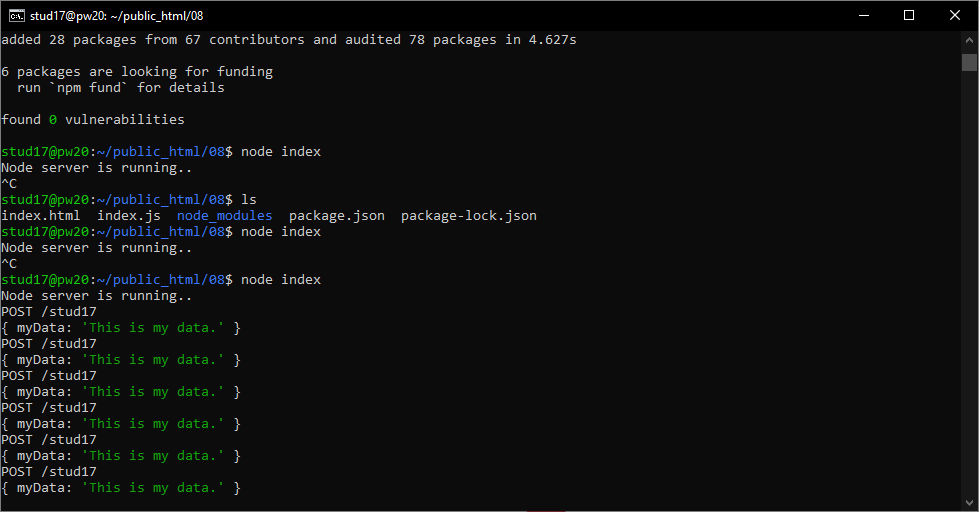 stud17@pw20: ~/public_html/08
added 28 packages from 67 contributors and audited 78 packages in 4.627s
6 packages are looking for funding
  run `npm fund` for details
found 0 vulnerabilities
stud17@pw20:~/public_html/08$ node index
Node server is running..
^C
stud17@pw20:~/public_html/08$ ls
index.html  index.js  node_modules  package.json  package-lock.json
stud17@pw20:~/public_html/08$ node index
Node server is running..
^C
stud17@pw20:~/public_html/08$ node index
Node server is running..
POST /stud17
{ myData: 'This is my data.' }
POST /stud17
{ myData: 'This is my data.' }
POST /stud17
{ myData: 'This is my data.' }
POST /stud17
{ myData: 'This is my data.' }
POST /stud17
{ myData: 'This is my data.' }
POST /stud17
{ myData: 'This is my data.' }